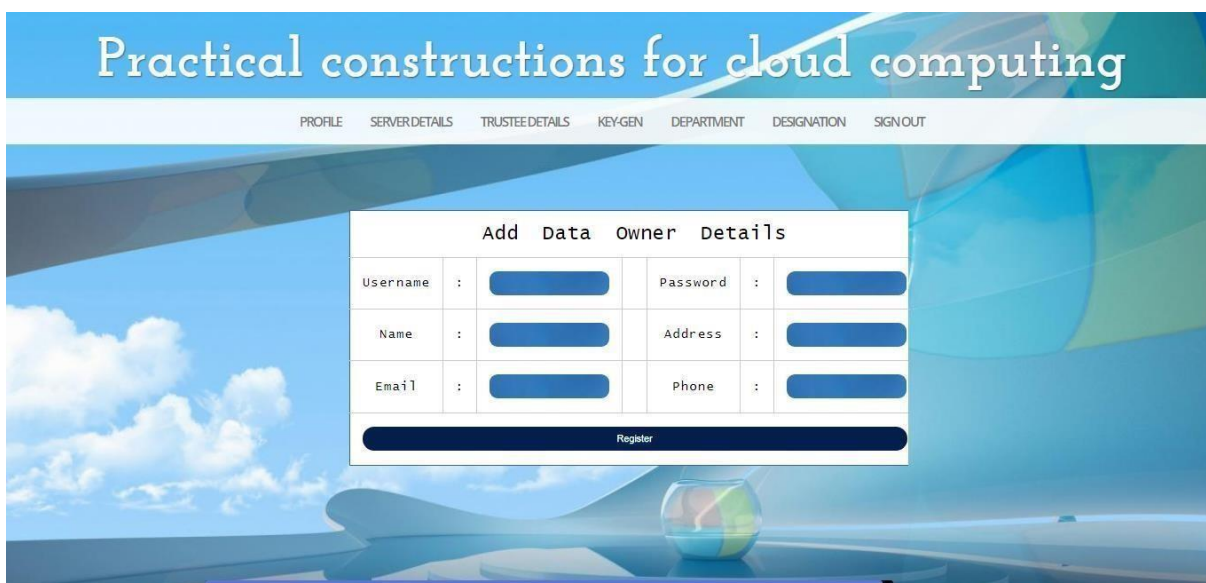 Practical constructions for cloud computing
PROFILE SERVER DETAILS TRUSTEE DETAILS KEY-GEN DEPARTMENT DESIGNATION SIGN OUT
Add Data Owner Details
Username : Password :
Name : Address :
Email : Phone :
Register